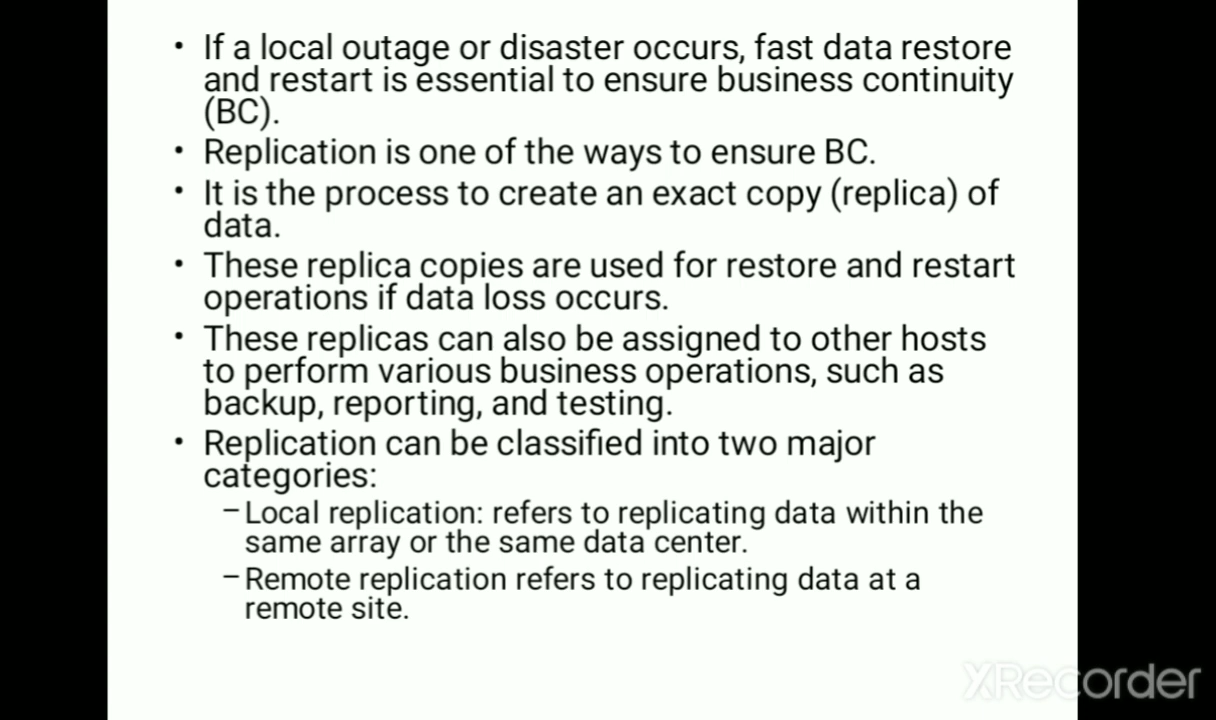 • If a local outage or disaster occurs, fast data restore
and restart is essential to ensure business continuity
(BC).
• Replication is one of the ways to ensure BC.
• It is the process to create an exact copy (replica) of
data.
• These replica copies are used for restore and restart
operations if data loss occurs.
• These replicas can also be assigned to other hosts
to perform various business operations, such as
backup, reporting, and testing.
• Replication can be classified into two major
categories:
– Local replication: refers to replicating data within the
same array or the same data center.
– Remote replication refers to replicating data at a
remote site.
XRecorder